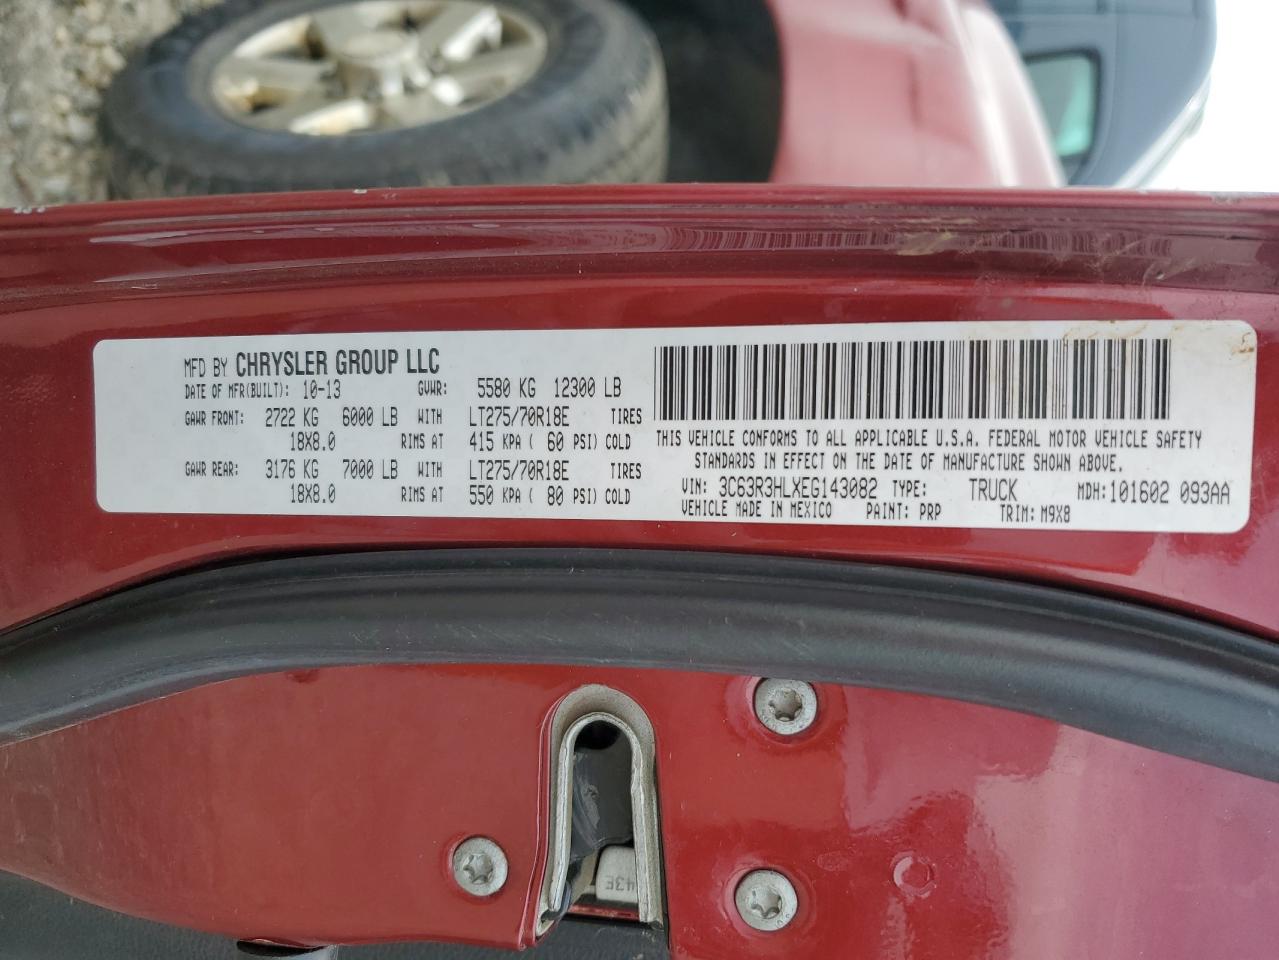 MFD BY CHRYSLER GROUP LLC
DATE OF MFR(BUILT): 10-13 GVWR: 5580 KG 12300 LB
GAWR FRONT: 2722 KG 6000 LB WITH LT275/70R18E TIRES
18X8.0 RIMS AT 415 KPA ( 60 PSI) COLD
GAWR REAR: 3176 KG 7000 LB WITH LT275/70R18E TIRES
18X8.0 RIMS AT 550 KPA ( 80 PSI) COLD
THIS VEHICLE CONFORMS TO ALL APPLICABLE U.S.A. FEDERAL MOTOR VEHICLE SAFETY
STANDARDS IN EFFECT ON THE DATE OF MANUFACTURE SHOWN ABOVE.
VIN: 3C63R3HLXEG143082 TYPE: TRUCK MDH: 101602 093AA
VEHICLE MADE IN MEXICO PAINT: PRP TRIM: M9X8
43E